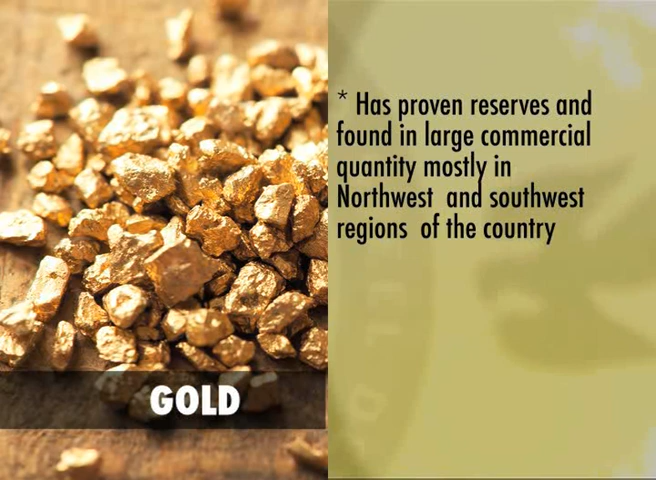 * Has proven reserves and
found in large commercial
quantity mostly in
Northwest and southwest
regions of the country
GOLD